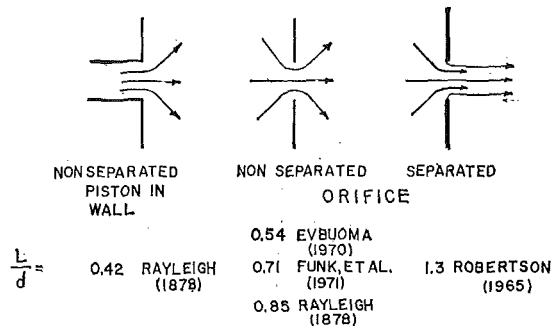 NON SEPARATED NON SEPARATED SEPARATED
PISTON IN ORIFICE
WALL
0.54 EVBUOMA
(1970)
L/d = 0.42 RAYLEIGH 0.71 FUNK, ET AL. 1.3 ROBERTSON
(1878) (1971) (1965)
0.85 RAYLEIGH
(1878)